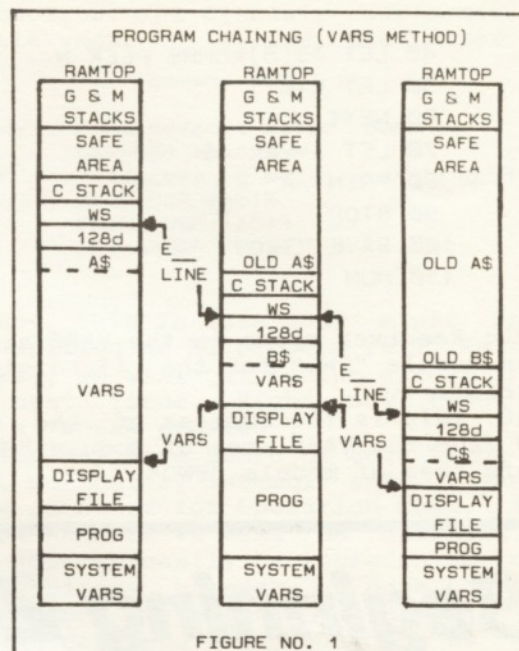 PROGRAM CHAINING (VARS METHOD)
RAMTOP
G & M
STACKS
SAFE
AREA
C STACK
WS
128d
A$
VARS
DISPLAY
FILE
PROG
SYSTEM
VARS
E__
LINE
VARS
RAMTOP
G & M
STACKS
SAFE
AREA
OLD A$
C STACK
WS
128d
B$
VARS
DISPLAY
FILE
PROG
SYSTEM
VARS
E__
LINE
VARS
RAMTOP
G & M
STACKS
SAFE
AREA
OLD A$
OLD B$
C STACK
WS
128d
C$
VARS
DISPLAY
FILE
PROG
SYSTEM
VARS
FIGURE NO. 1